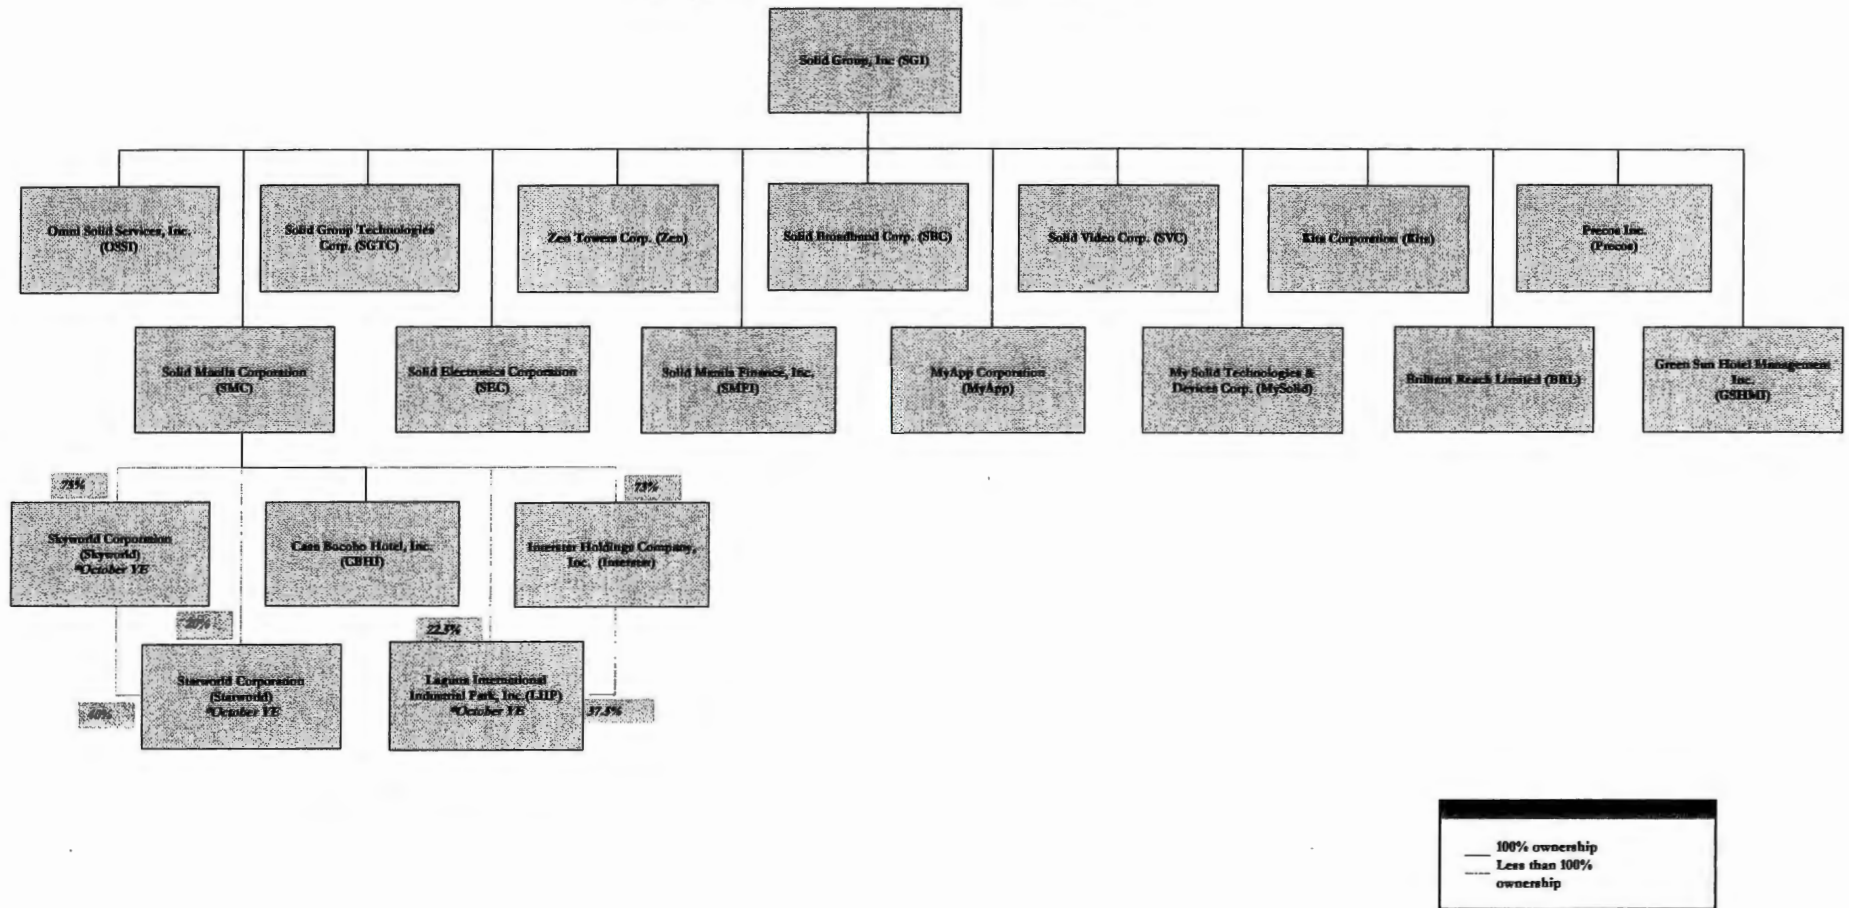 Solid Group, Inc (SGI)
Omni Solid Services, Inc.
(OSSI)
Solid Group Technologies
Corp. (SGTC)
Zen Towers Corp. (Zen)
Solid Broadband Corp. (SBC)
Solid Video Corp. (SVC)
Kita Corporation (Kita)
Precos Inc.
(Precos)
Solid Manila Corporation
(SMC)
Solid Electronics Corporation
(SEC)
Solid Manila Finance, Inc.
(SMFI)
MyApp Corporation
(MyApp)
My Solid Technologies &
Devices Corp. (MySolid)
Brilliant Reach Limited (BRL)
Green Sun Hotel Management
Inc.
(GSHMI)
73%
Skyworld Corporation
(Skyworld)
*October YE
Casa Bocobo Hotel, Inc.
(CBHI)
Interstar Holdings Company,
Inc. (Interstar)
20%
Starworld Corporation
(Starworld)
*October YE
22.5%
Laguna International
Industrial Park, Inc.(LIIP)
*October YE
37.5%
100% ownership
Less than 100%
ownership